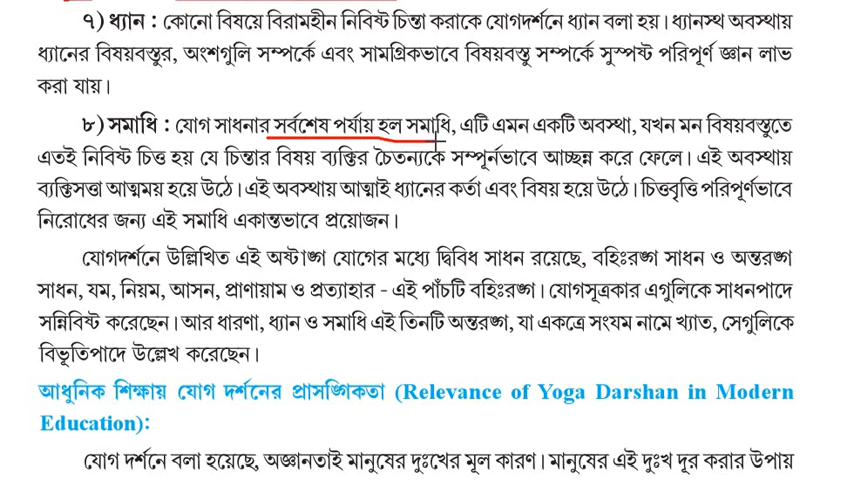 ৭) ধ্যান : কোনো বিষয়ে বিরামহীন নিবিষ্ট চিন্তা করাকে যোগদর্শনে ধ্যান বলা হয়। ধ্যানস্থ অবস্থায়
ধ্যানের বিষয়বস্তুর, অংশগুলি সম্পর্কে এবং সামগ্রিকভাবে বিষয়বস্তু সম্পর্কে সুস্পষ্ট পরিপূর্ণ জ্ঞান লাভ
করা যায়।
৮) সমাধি : যোগ সাধনার সর্বশেষ পর্যায় হল সমাধি, এটি এমন একটি অবস্থা, যখন মন বিষয়বস্তুতে
এতই নিবিষ্ট চিত্ত হয় যে চিন্তার বিষয় ব্যক্তির চৈতন্যকে সম্পূর্নভাবে আচ্ছন্ন করে ফেলে। এই অবস্থায়
ব্যক্তিসত্তা আত্মময় হয়ে উঠে। এই অবস্থায় আত্মাই ধ্যানের কর্তা এবং বিষয় হয়ে উঠে। চিত্তবৃত্তি পরিপূর্ণভাবে
নিরোধের জন্য এই সমাধি একান্তভাবে প্রয়োজন।
যোগদর্শনে উল্লিখিত এই অষ্টাঙ্গ যোগের মধ্যে দ্বিবিধ সাধন রয়েছে, বহিঃরঙ্গ সাধন ও অন্তরঙ্গ
সাধন, যম, নিয়ম, আসন, প্রাণায়াম ও প্রত্যাহার - এই পাঁচটি বহিঃরঙ্গ। যোগসূত্রকার এগুলিকে সাধনপাদে
সন্নিবিষ্ট করেছেন। আর ধারণা, ধ্যান ও সমাধি এই তিনটি অন্তরঙ্গ, যা একত্রে সংযম নামে খ্যাত, সেগুলিকে
বিভূতিপাদে উল্লেখ করেছেন।
আধুনিক শিক্ষায় যোগ দর্শনের প্রাসঙ্গিকতা (Relevance of Yoga Darshan in Modern
Education):
যোগ দর্শনে বলা হয়েছে, অজ্ঞানতাই মানুষের দুঃখের মূল কারণ। মানুষের এই দুঃখ দূর করার উপায়